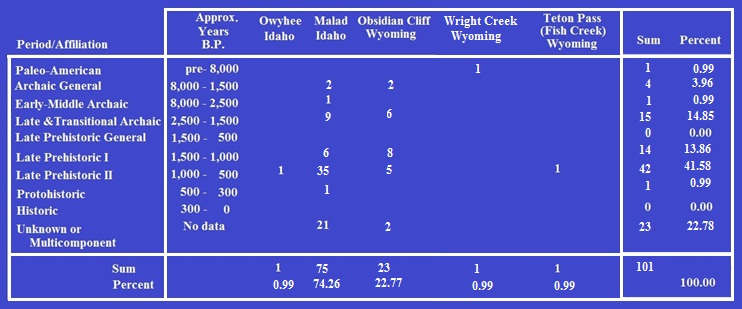 Period/Affiliation Approx. Years B.P. Owyhee Idaho Malad Idaho Obsidian Cliff Wyoming Wright Creek Wyoming Teton Pass (Fish Creek) Wyoming Sum Percent
Paleo-American pre- 8,000 1 1 0.99
Archaic General 8,000 - 1,500 2 2 4 3.96
Early-Middle Archaic 8,000 - 2,500 1 1 0.99
Late &Transitional Archaic 2,500 - 1,500 9 6 15 14.85
Late Prehistoric General 1,500 - 500 0 0.00
Late Prehistoric I 1,500 - 1,000 6 8 14 13.86
Late Prehistoric II 1,000 - 500 1 35 5 1 42 41.58
Protohistoric 500 - 300 1 1 0.99
Historic 300 - 0 0 0.00
Unknown or Multicomponent No data 21 2 23 22.78
Sum 1 75 23 1 1 101
Percent 0.99 74.26 22.77 0.99 0.99 100.00